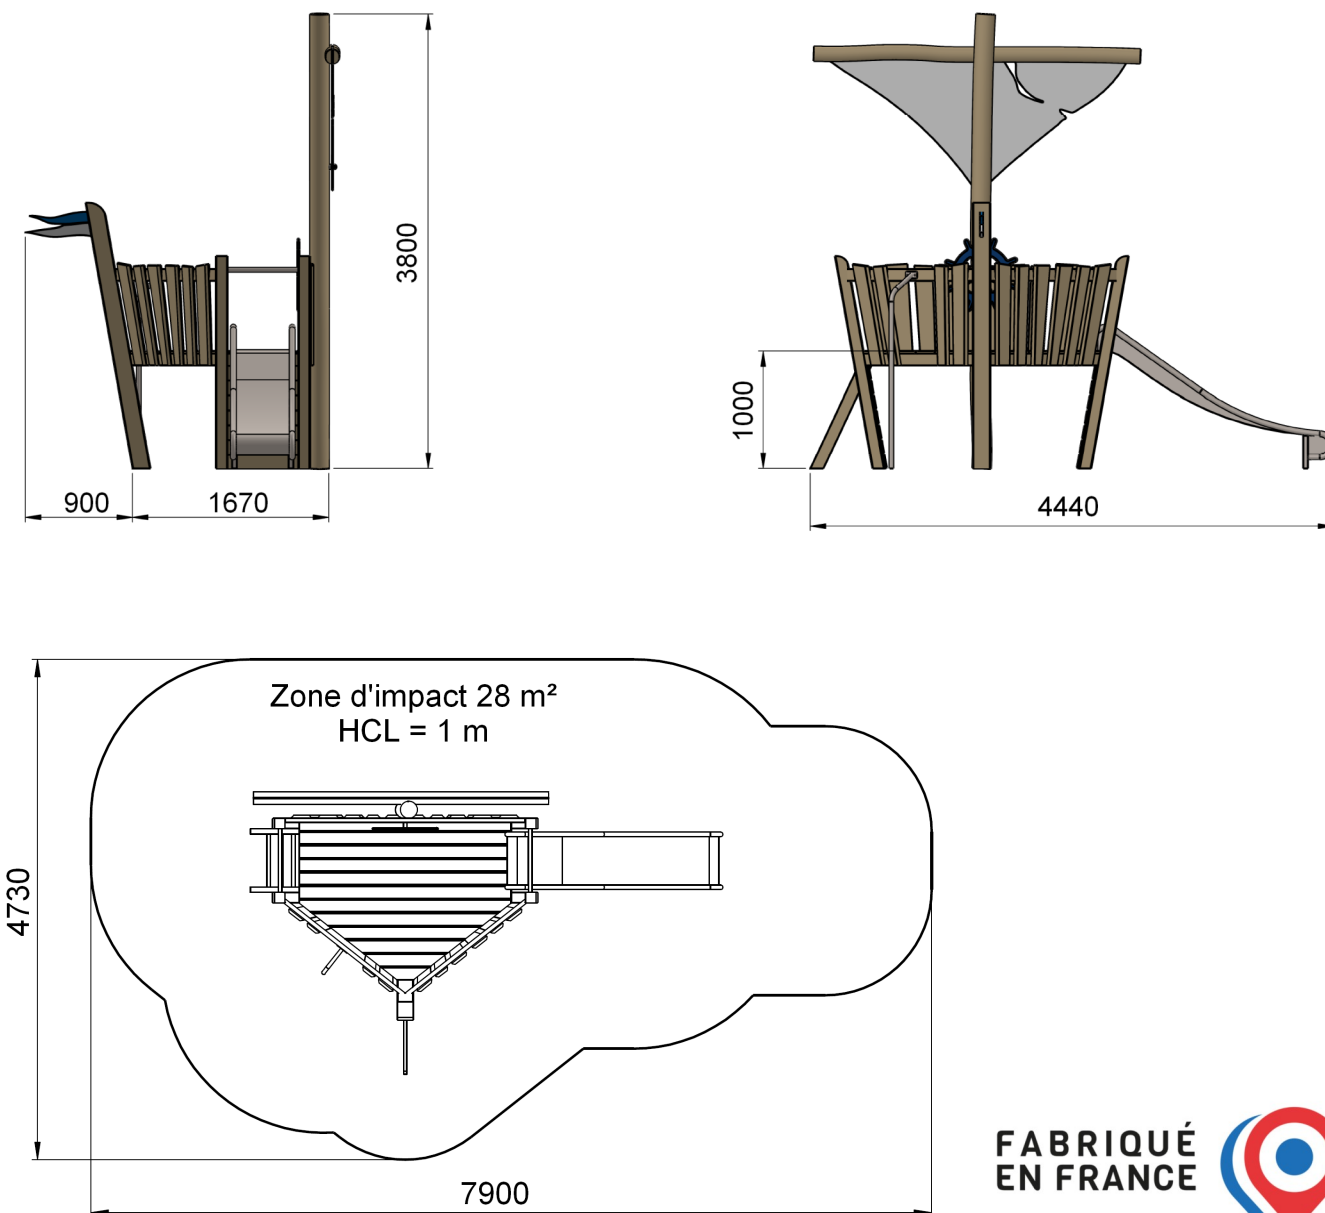 3800
900
1670
1000
4440
Zone d'impact 28 m²
HCL = 1 m
4730
7900
FABRIQUÉ
EN FRANCE